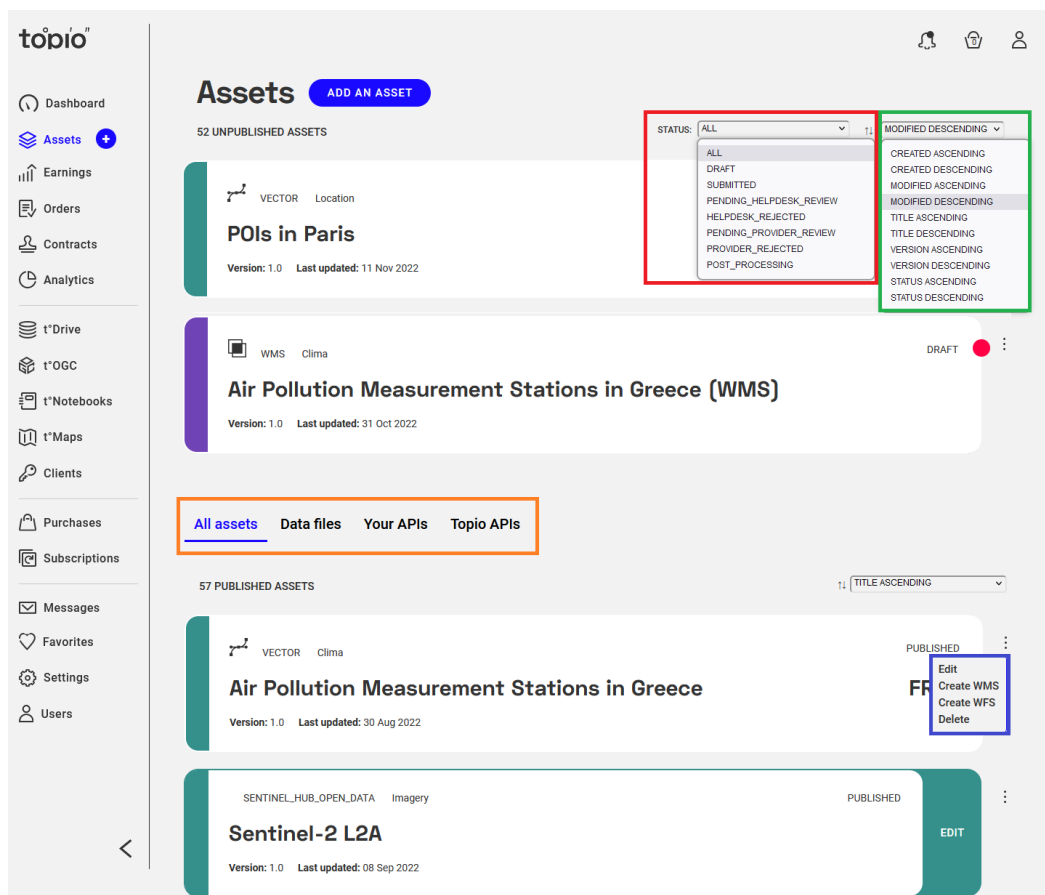 topio
Dashboard
Assets +
Earnings
Orders
Contracts
Analytics
t°Drive
t°OGC
t°Notebooks
t°Maps
Clients
Purchases
Subscriptions
Messages
Favorites
Settings
Users
0
Assets ADD AN ASSET
52 UNPUBLISHED ASSETS
STATUS: ALL
ALL
DRAFT
SUBMITTED
PENDING_HELPDESK_REVIEW
HELPDESK_REJECTED
PENDING_PROVIDER_REVIEW
PROVIDER_REJECTED
POST_PROCESSING
MODIFIED DESCENDING
CREATED ASCENDING
CREATED DESCENDING
MODIFIED ASCENDING
MODIFIED DESCENDING
TITLE ASCENDING
TITLE DESCENDING
VERSION ASCENDING
VERSION DESCENDING
STATUS ASCENDING
STATUS DESCENDING
VECTOR Location
POIs in Paris
Version: 1.0 Last updated: 11 Nov 2022
WMS Clima
DRAFT
Air Pollution Measurement Stations in Greece (WMS)
Version: 1.0 Last updated: 31 Oct 2022
All assets Data files Your APIs Topio APIs
57 PUBLISHED ASSETS
TITLE ASCENDING
VECTOR Clima
PUBLISHED
Air Pollution Measurement Stations in Greece
Version: 1.0 Last updated: 30 Aug 2022
Edit
Create WMS
Create WFS
Delete
SENTINEL_HUB_OPEN_DATA Imagery
PUBLISHED
Sentinel-2 L2A
EDIT
Version: 1.0 Last updated: 08 Sep 2022